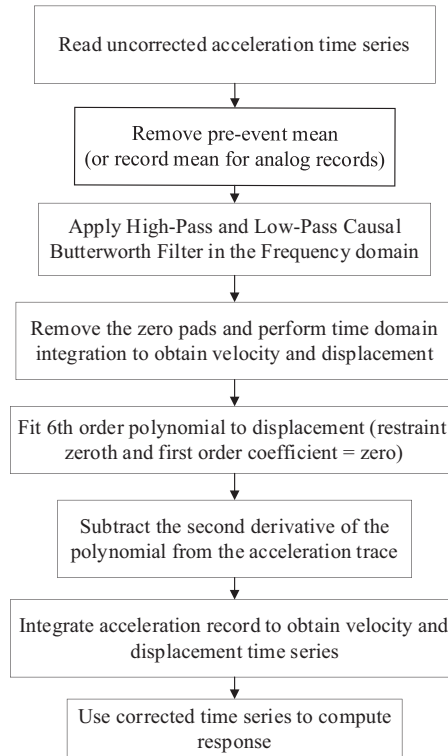 Read uncorrected acceleration time series
Remove pre-event mean
(or record mean for analog records)
Apply High-Pass and Low-Pass Causal
Butterworth Filter in the Frequency domain
Remove the zero pads and perform time domain
integration to obtain velocity and displacement
Fit 6th order polynomial to displacement (restraint
zeroth and first order coefficient = zero)
Subtract the second derivative of the
polynomial from the acceleration trace
Integrate acceleration record to obtain velocity and
displacement time series
Use corrected time series to compute
response